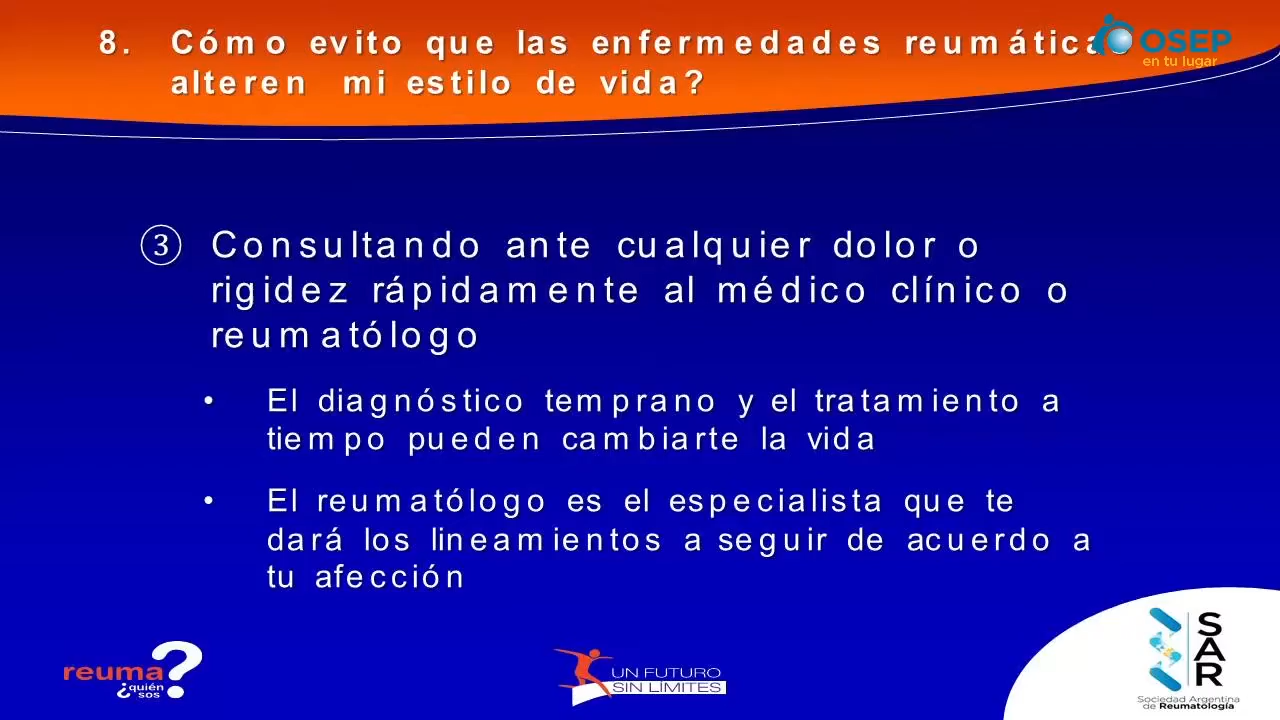 8. Cómo evito que las enfermedades reumáticas
alteren mi estilo de vida?
OSEP
en tu lugar
③ Consultando ante cualquier dolor o
rigidez rápidamente al médico clínico o
reumatólogo
• El diagnóstico temprano y el tratamiento a
tiempo pueden cambiarte la vida
• El reumatólogo es el especialista que te
dará los lineamientos a seguir de acuerdo a
tu afección
reuma?
¿quién
sos
UN FUTURO
SIN LÍMITES
SAR
Sociedad Argentina
de Reumatología